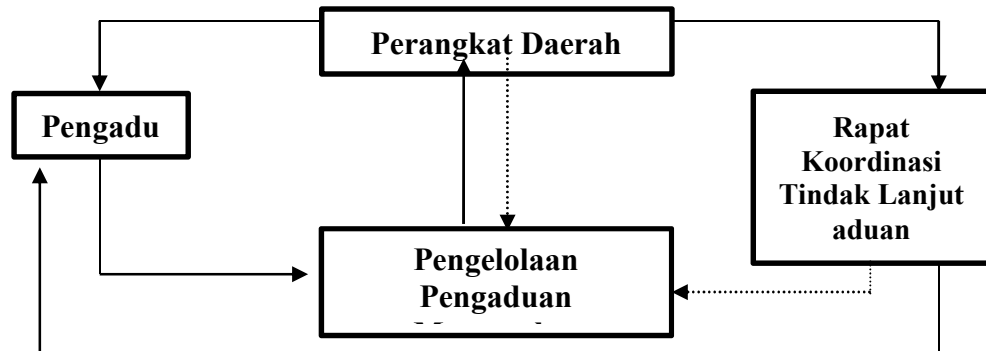 Perangkat Daerah
Pengadu
Rapat
Koordinasi
Tindak Lanjut
aduan
Pengelolaan
Pengaduan